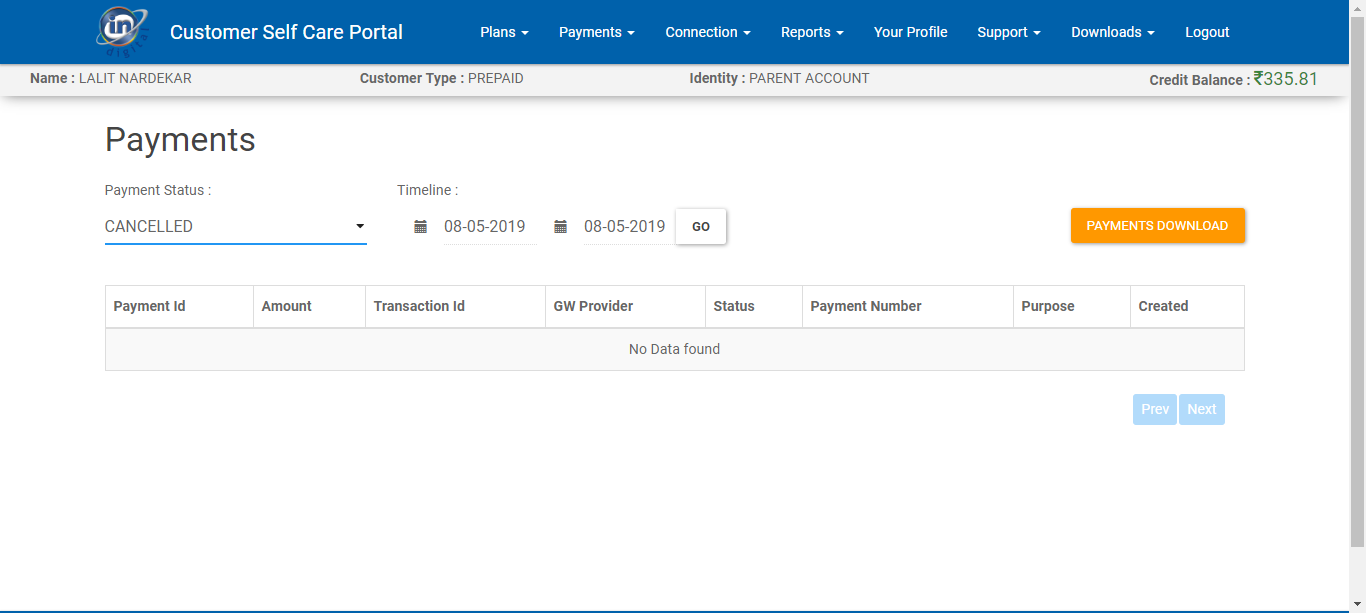 in
digital
Customer Self Care Portal
Plans Payments Connection Reports Your Profile Support Downloads Logout
Name : LALIT NARDEKAR Customer Type : PREPAID Identity : PARENT ACCOUNT Credit Balance : ₹335.81
Payments
Payment Status : Timeline :
CANCELLED 08-05-2019 08-05-2019 GO PAYMENTS DOWNLOAD
Payment Id Amount Transaction Id GW Provider Status Payment Number Purpose Created
No Data found
Prev Next